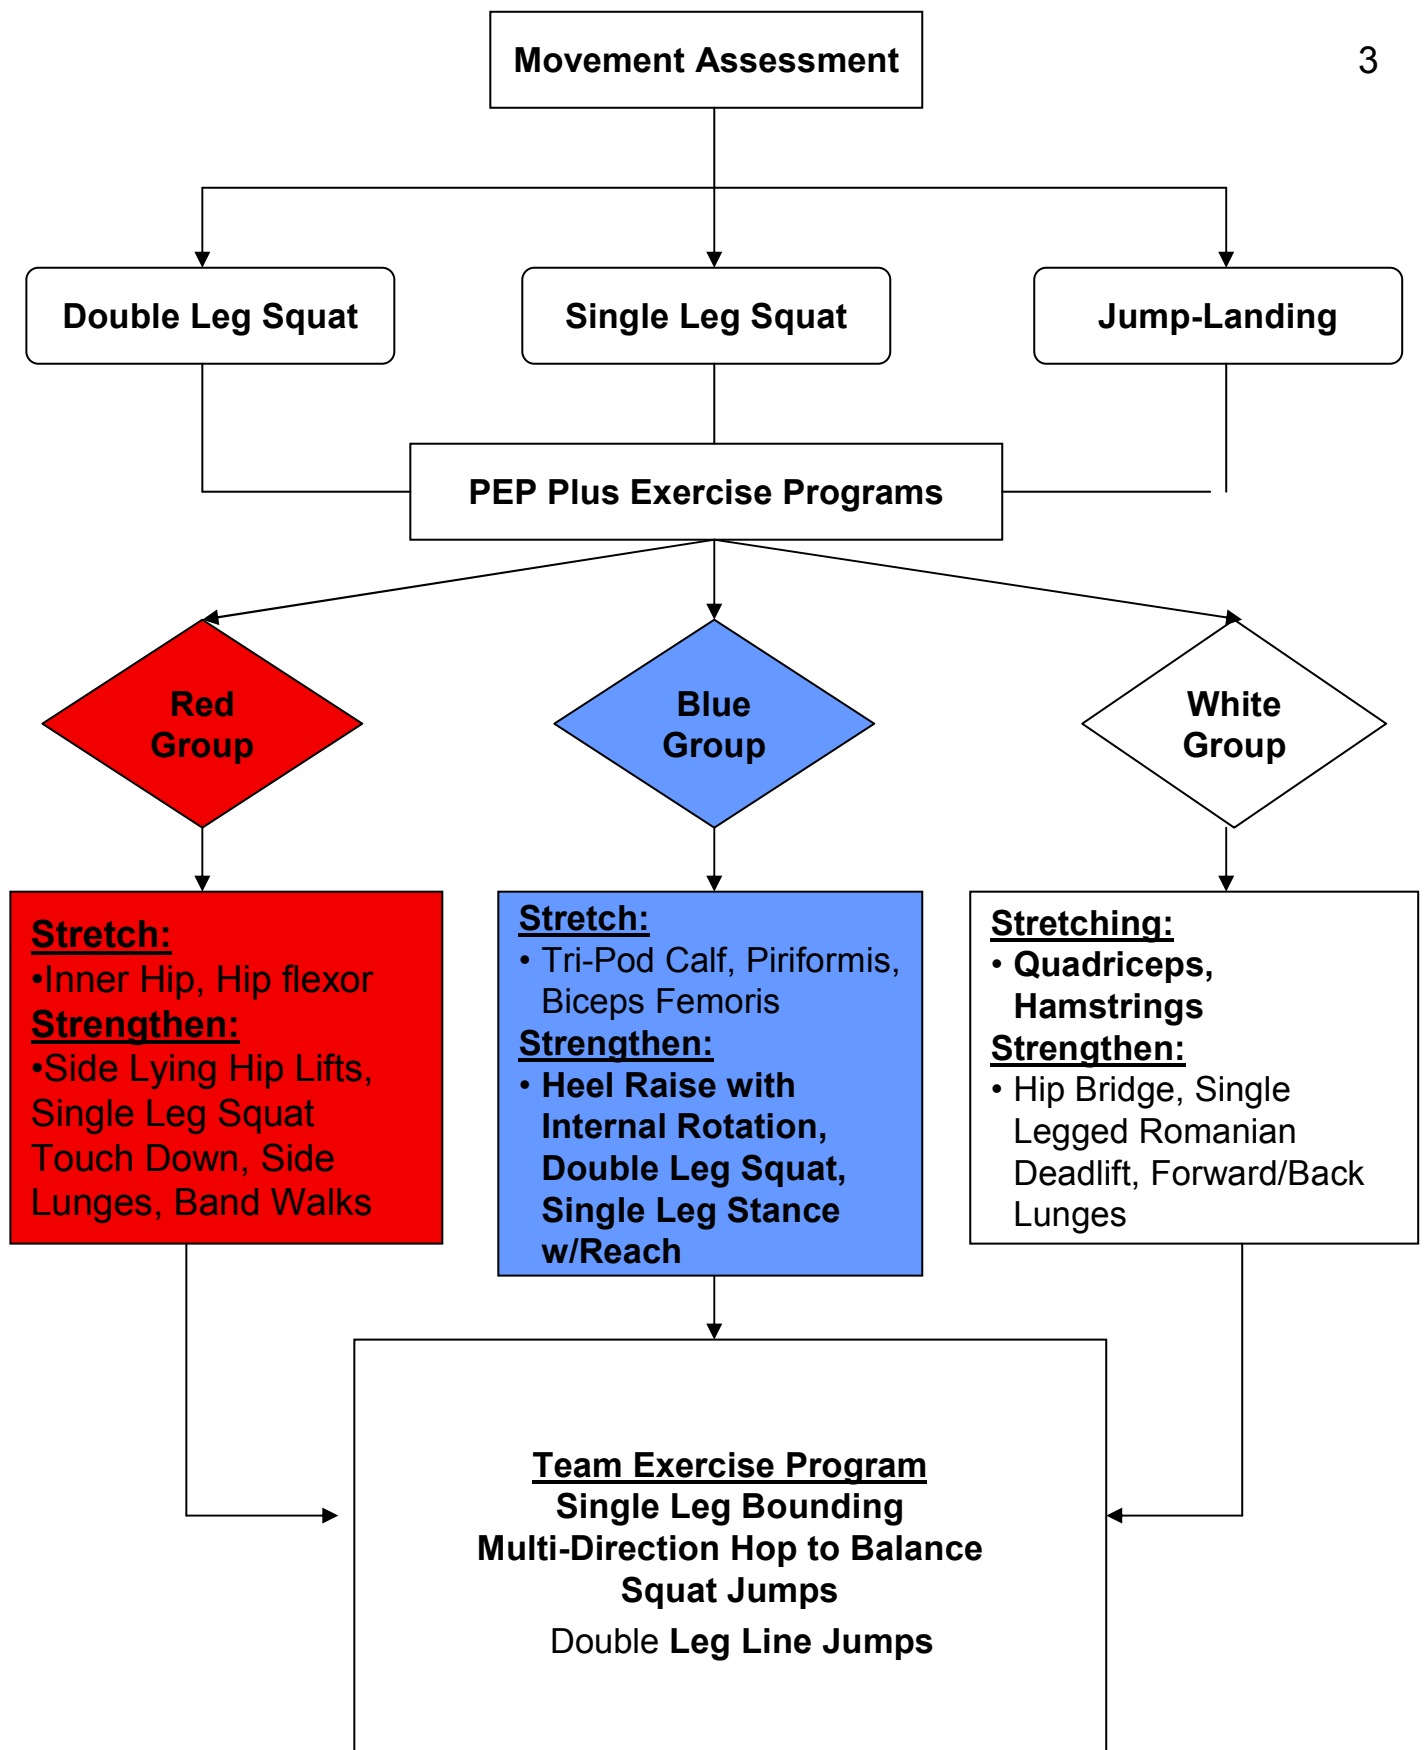 Movement Assessment
3
Double Leg Squat
Single Leg Squat
Jump-Landing
PEP Plus Exercise Programs
Red
Group
Blue
Group
White
Group
Stretch:
•Inner Hip, Hip flexor
Strengthen:
•Side Lying Hip Lifts,
Single Leg Squat
Touch Down, Side
Lunges, Band Walks
Stretch:
• Tri-Pod Calf, Piriformis,
Biceps Femoris
Strengthen:
• Heel Raise with
Internal Rotation,
Double Leg Squat,
Single Leg Stance
w/Reach
Stretching:
• Quadriceps,
Hamstrings
Strengthen:
• Hip Bridge, Single
Legged Romanian
Deadlift, Forward/Back
Lunges
Team Exercise Program
Single Leg Bounding
Multi-Direction Hop to Balance
Squat Jumps
Double Leg Line Jumps